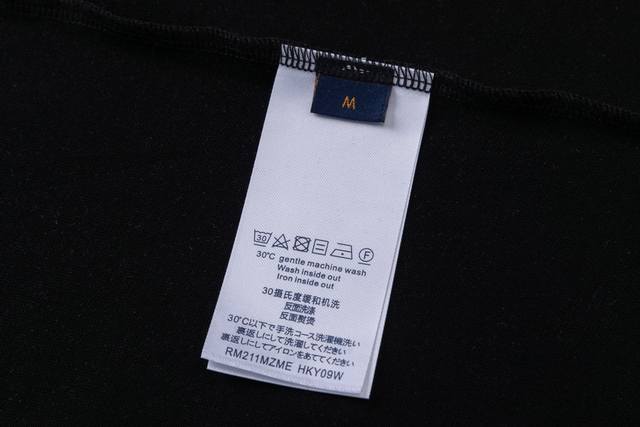 M
30
F
30°C gentle machine wash
Wash inside out
Iron inside out
30摄氏度缓和机洗
反面洗涤
反面熨烫
30℃以下で手洗コース洗濯機洗い
裏返しにして洗濯してください
裏返しにしてアイロンをあててください
RM211MZME HKY09W